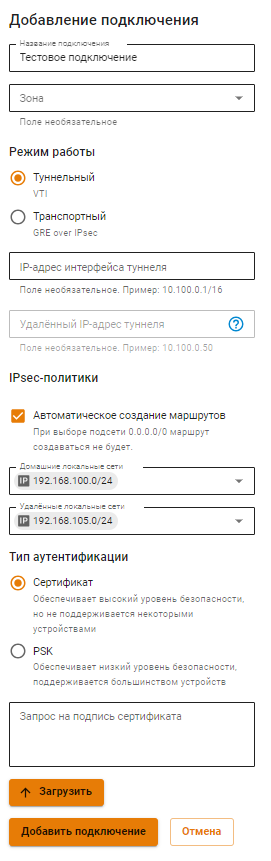 Добавление подключения
Название подключения
Тестовое подключение
Зона
Поле необязательное
Режим работы
Туннельный
VTI
Транспортный
GRE over IPsec
IP-адрес интерфейса туннеля
Поле необязательное. Пример: 10.100.0.1/16
Удалённый IP-адрес туннеля
Поле необязательное. Пример: 10.100.0.50
IPsec-политики
Автоматическое создание маршрутов
При выборе подсети 0.0.0.0/0 маршрут
создаваться не будет.
Домашние локальные сети
IP 192.168.100.0/24
Удалённые локальные сети
IP 192.168.105.0/24
Тип аутентификации
Сертификат
Обеспечивает высокий уровень безопасности,
но не поддерживается некоторыми
устройствами
PSK
Обеспечивает низкий уровень безопасности,
поддерживается большинством устройств
Запрос на подпись сертификата
Загрузить
Добавить подключение
Отмена